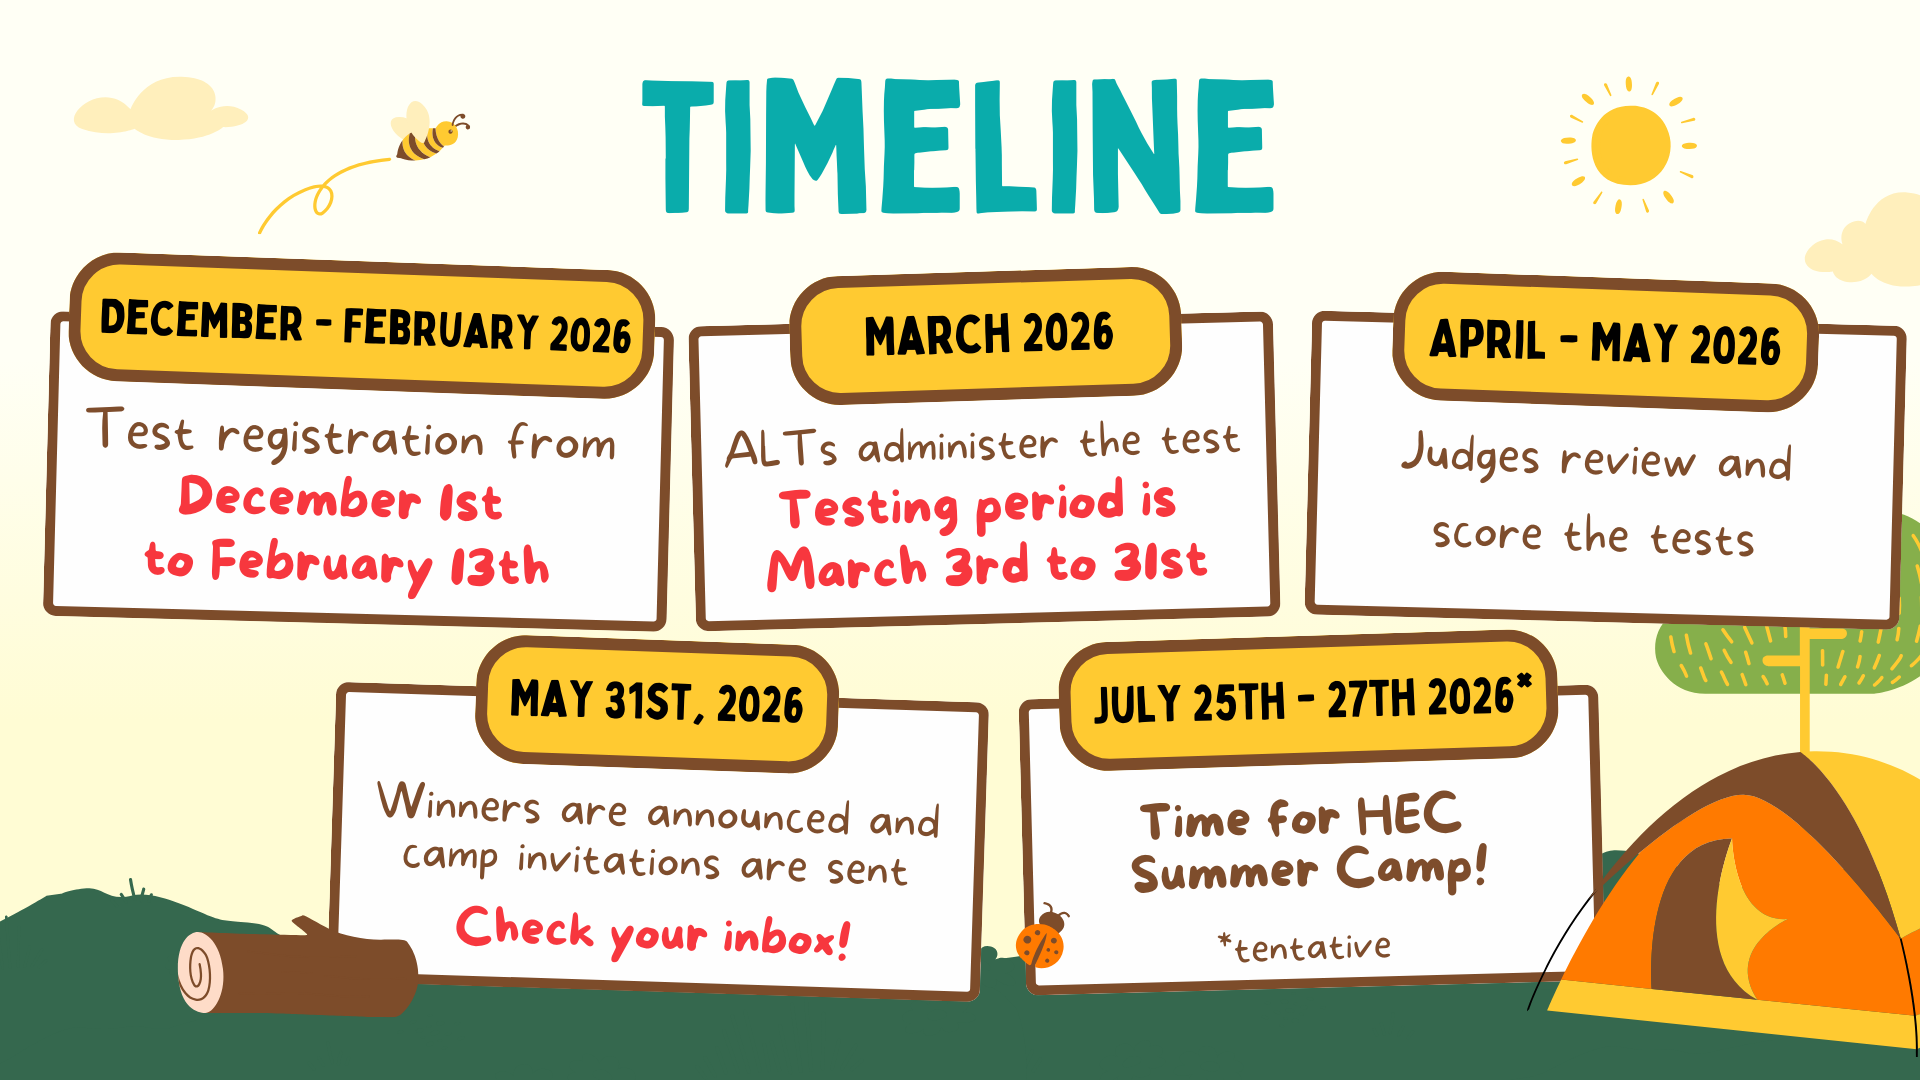 TIMELINE
DECEMBER - FEBRUARY 2026
Test registration from
December 1st
to February 13th
MARCH 2026
ALTs administer the test
Testing period is
March 3rd to 31st
APRIL - MAY 2026
Judges review and
score the tests
MAY 31ST, 2026
Winners are announced and
camp invitations are sent
Check your inbox!
JULY 25TH - 27TH 2026*
Time for HEC
Summer Camp!
*tentative